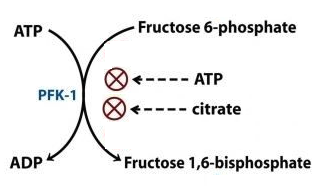 ATP
Fructose 6-phosphate
ATP
PFK-1
citrate
ADP
Fructose 1,6-bisphosphate